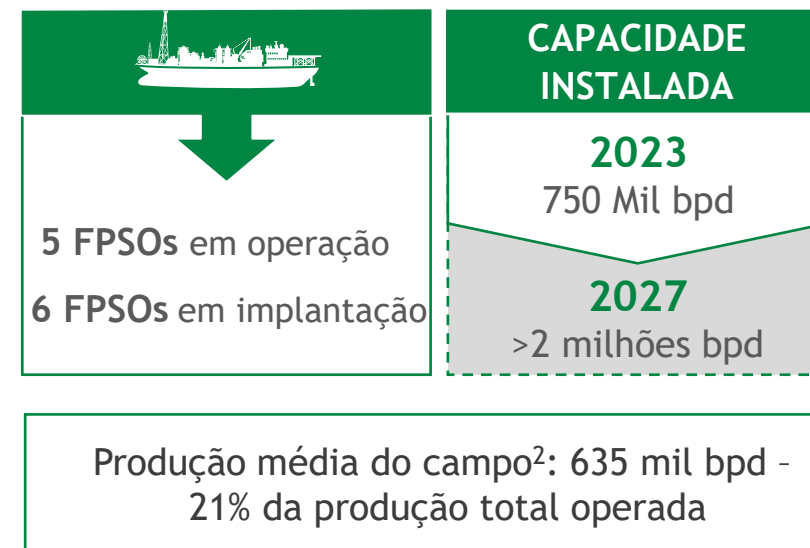 CAPACIDADE
INSTALADA
5 FPSOs em operação
6 FPSOs em implantação
2023
750 Mil bpd
2027
>2 milhões bpd
Produção média do campo²: 635 mil bpd –
21% da produção total operada